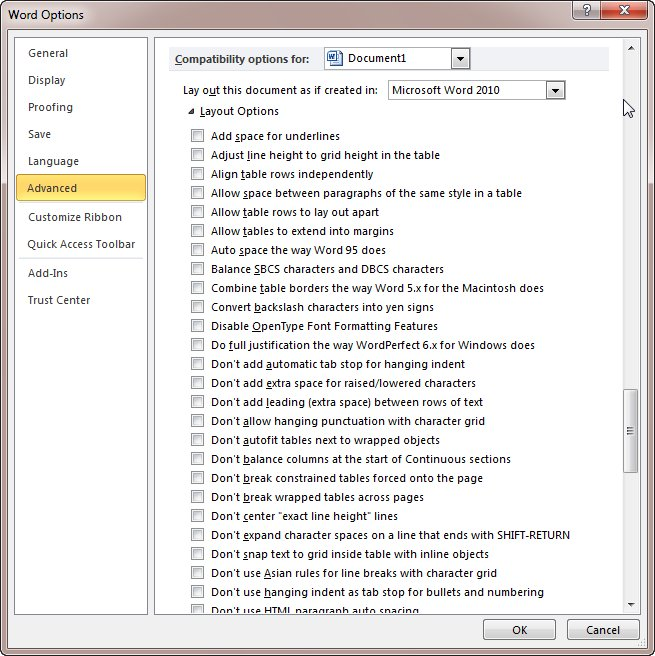 Word Options
General
Display
Proofing
Save
Language
Advanced
Customize Ribbon
Quick Access Toolbar
Add-Ins
Trust Center
Compatibility options for: Document1
Lay out this document as if created in: Microsoft Word 2010
Layout Options
Add space for underlines
Adjust line height to grid height in the table
Align table rows independently
Allow space between paragraphs of the same style in a table
Allow table rows to lay out apart
Allow tables to extend into margins
Auto space the way Word 95 does
Balance SBCS characters and DBCS characters
Combine table borders the way Word 5.x for the Macintosh does
Convert backslash characters into yen signs
Disable OpenType Font Formatting Features
Do full justification the way WordPerfect 6.x for Windows does
Don't add automatic tab stop for hanging indent
Don't add extra space for raised/lowered characters
Don't add leading (extra space) between rows of text
Don't allow hanging punctuation with character grid
Don't autofit tables next to wrapped objects
Don't balance columns at the start of Continuous sections
Don't break constrained tables forced onto the page
Don't break wrapped tables across pages
Don't center "exact line height" lines
Don't expand character spaces on a line that ends with SHIFT-RETURN
Don't snap text to grid inside table with inline objects
Don't use Asian rules for line breaks with character grid
Don't use hanging indent as tab stop for bullets and numbering
Don't use HTML paragraph auto spacing
OK
Cancel